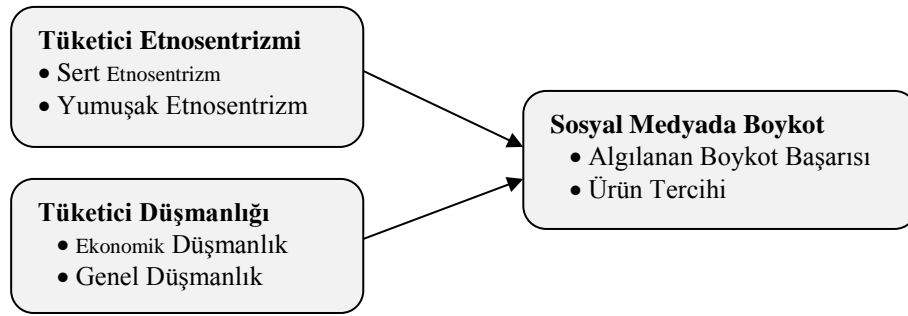 Tüketici Etnosentrizmi
• Sert Etnosentrizm
• Yumuşak Etnosentrizm
Tüketici Düşmanlığı
• Ekonomik Düşmanlık
• Genel Düşmanlık
Sosyal Medyada Boykot
• Algılanan Boykot Başarısı
• Ürün Tercihi